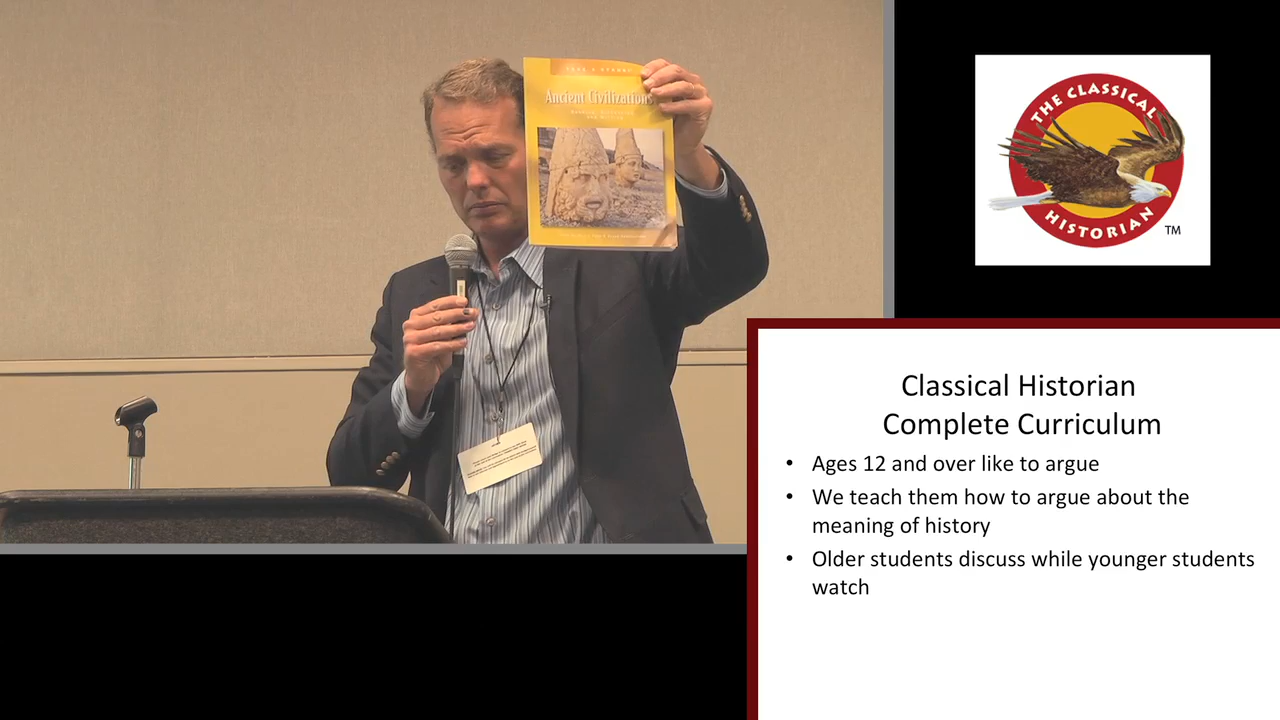 Ancient Civilizations
THE CLASSICAL
HISTORIAN
TM
Classical Historian
Complete Curriculum
• Ages 12 and over like to argue
• We teach them how to argue about the
meaning of history
• Older students discuss while younger students
watch